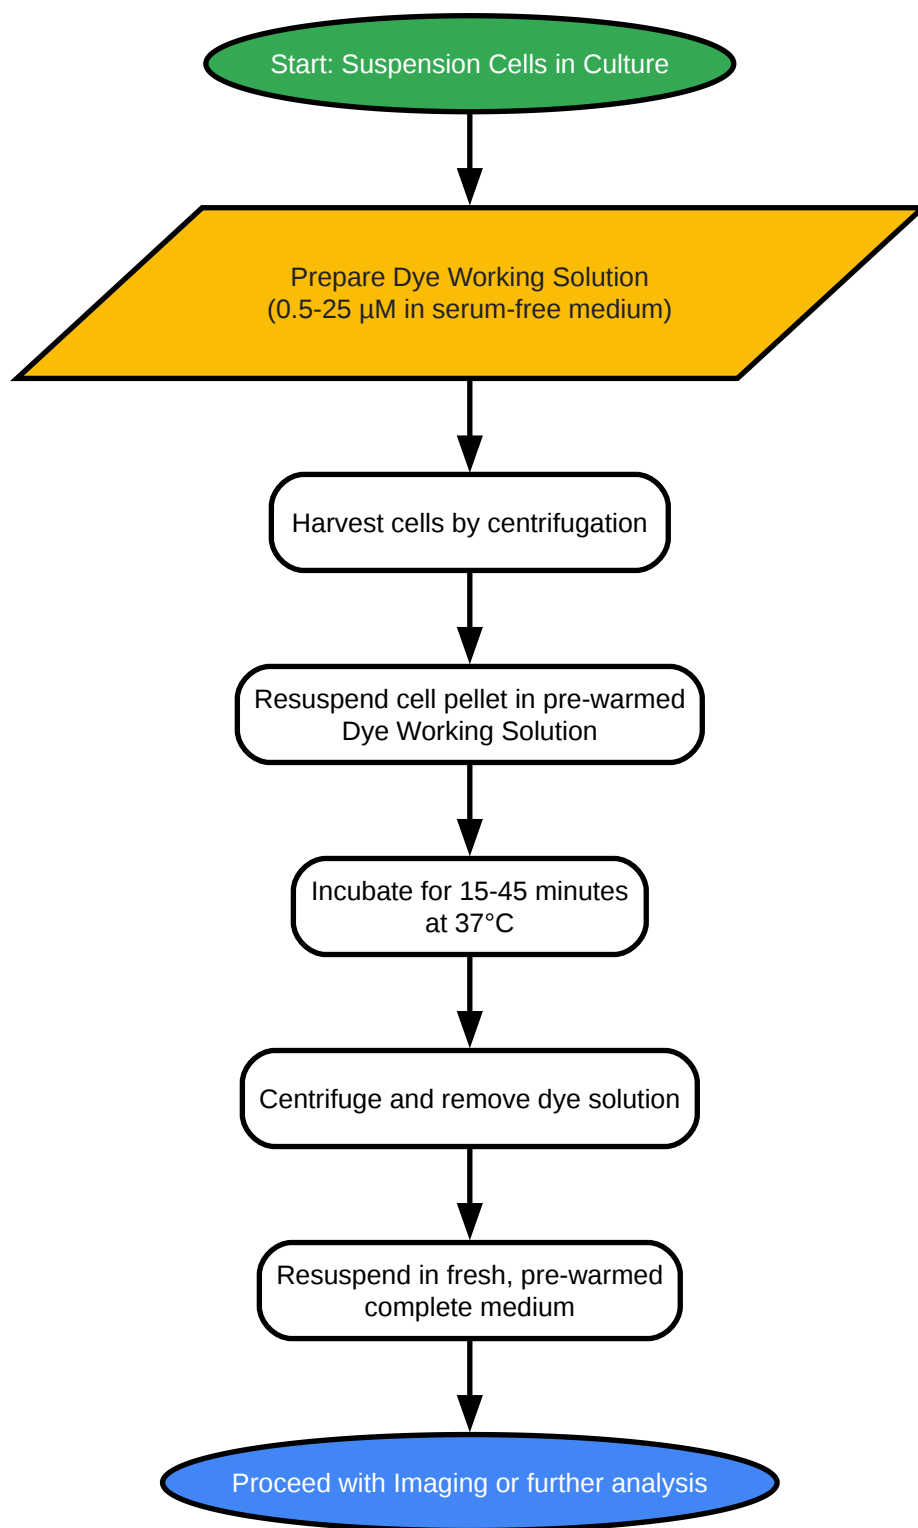 Start: Suspension Cells in Culture
Prepare Dye Working Solution
(0.5-25 µM in serum-free medium)
Harvest cells by centrifugation
Resuspend cell pellet in pre-warmed
Dye Working Solution
Incubate for 15-45 minutes
at 37°C
Centrifuge and remove dye solution
Resuspend in fresh, pre-warmed
complete medium
Proceed with Imaging or further analysis